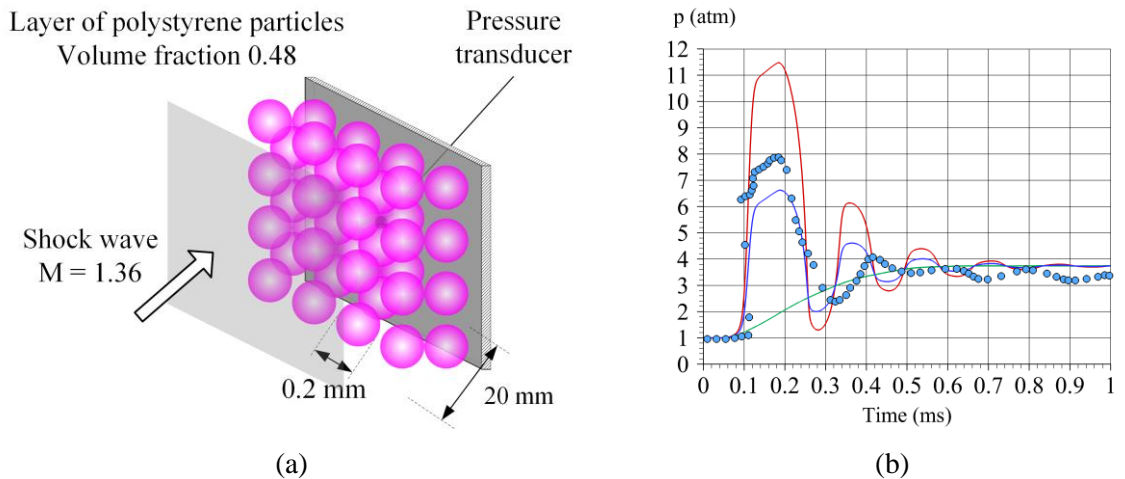 Layer of polystyrene particles
Volume fraction 0.48
Pressure
transducer
Shock wave
M = 1.36
0.2 mm
20 mm
(a)
p (atm)
12
11
10
9
8
7
6
5
4
3
2
1
0
0 0.1 0.2 0.3 0.4 0.5 0.6 0.7 0.8 0.9 1
Time (ms)
(b)